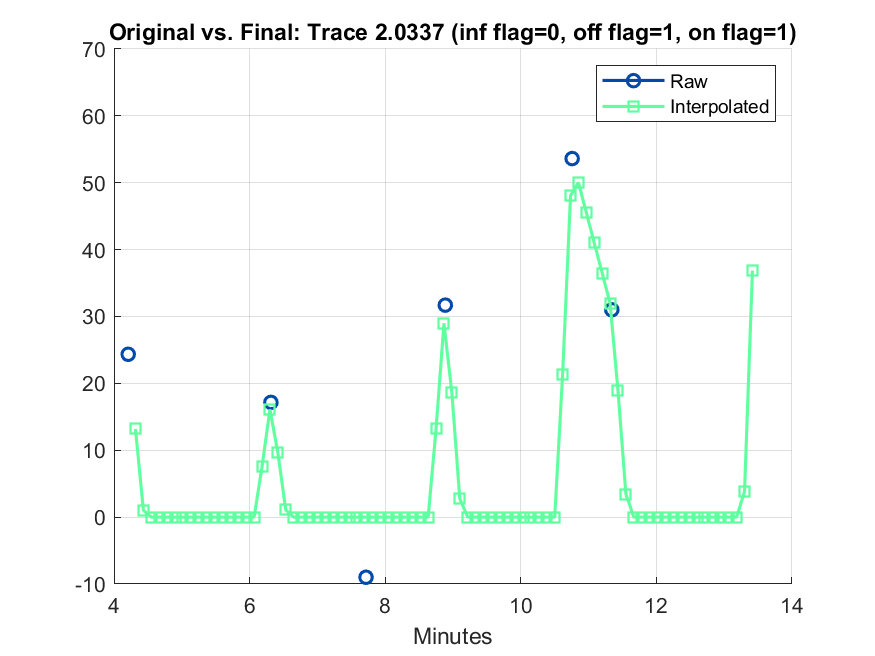 Original vs. Final: Trace 2.0337 (inf flag=0, off flag=1, on flag=1)
70
60
50
40
30
20
10
0
-10
Raw
Interpolated
4 6 8 10 12 14
Minutes